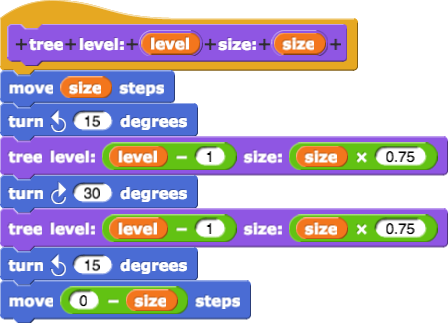 + tree + level: + level + size: + size +
move size steps
turn ↺ 15 degrees
tree level: level − 1 size: size × 0.75
turn ↻ 30 degrees
tree level: level − 1 size: size × 0.75
turn ↺ 15 degrees
move 0 − size steps